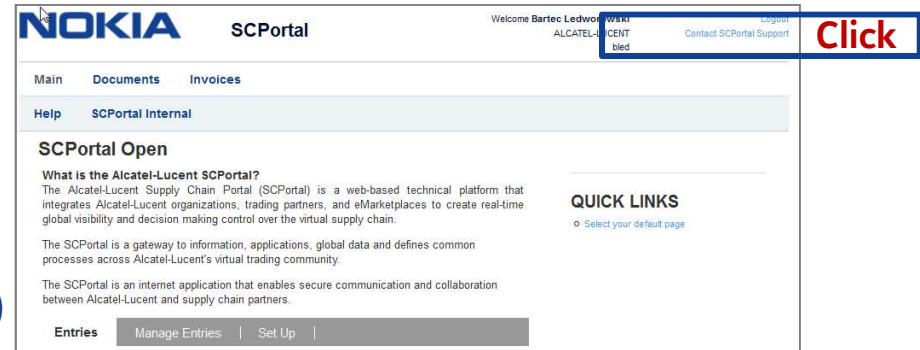 NOKIA
SCPortal
Welcome Bartec Ledworowski
ALCATEL-LUCENT
bled
Logout
Contact SCPortal Support
Click
Main Documents Invoices
Help SCPortal Internal
SCPortal Open
What is the Alcatel-Lucent SCPortal?
The Alcatel-Lucent Supply Chain Portal (SCPortal) is a web-based technical platform that
integrates Alcatel-Lucent organizations, trading partners, and eMarketplaces to create real-time
global visibility and decision making control over the virtual supply chain.
The SCPortal is a gateway to information, applications, global data and defines common
processes across Alcatel-Lucent's virtual trading community.
The SCPortal is an internet application that enables secure communication and collaboration
between Alcatel-Lucent and supply chain partners.
QUICK LINKS
Select your default page
Entries Manage Entries | Set Up |